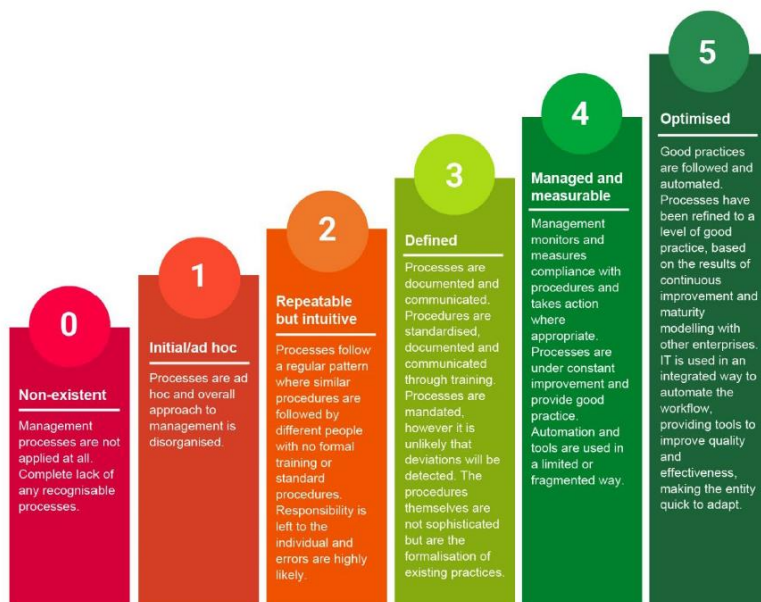 0
Non-existent
Management
processes are not
applied at all.
Complete lack of
any recognisable
processes.
1
Initial/ad hoc
Processes are ad
hoc and overall
approach to
management is
disorganised.
2
Repeatable
but intuitive
Processes follow
a regular pattern
where similar
procedures are
followed by
different people
with no formal
training or
standard
procedures.
Responsibility is
left to the
individual and
errors are highly
likely.
3
Defined
Processes are
documented and
communicated.
Procedures are
standardised,
documented and
communicated
through training.
Processes are
mandated,
however it is
unlikely that
deviations will be
detected. The
procedures
themselves are
not sophisticated
but are the
formalisation of
existing practices.
4
Managed and
measurable
Management
monitors and
measures
compliance with
procedures and
takes action
where
appropriate.
Processes are
under constant
improvement and
provide good
practice.
Automation and
tools are used in
a limited or
fragmented way.
5
Optimised
Good practices
are followed and
automated.
Processes have
been refined to a
level of good
practice, based
on the results of
continuous
improvement and
maturity
modelling with
other enterprises.
IT is used in an
integrated way to
automate the
workflow,
providing tools to
improve quality
and
effectiveness,
making the entity
quick to adapt.